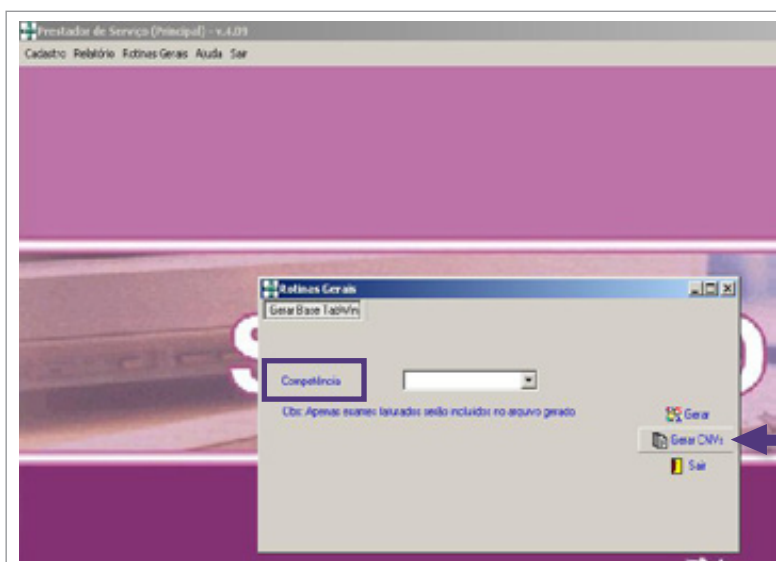 Prestador de Serviço (Principal) - v.4.09
Cadastro Relatório Rotinas Gerais Ajuda Sair
Rotinas Gerais
Gerar Base TabWin
Competência
Obs: Apenas exames faturados serão incluídos no arquivo gerado
Gerar
Gerar CNVs
Sair